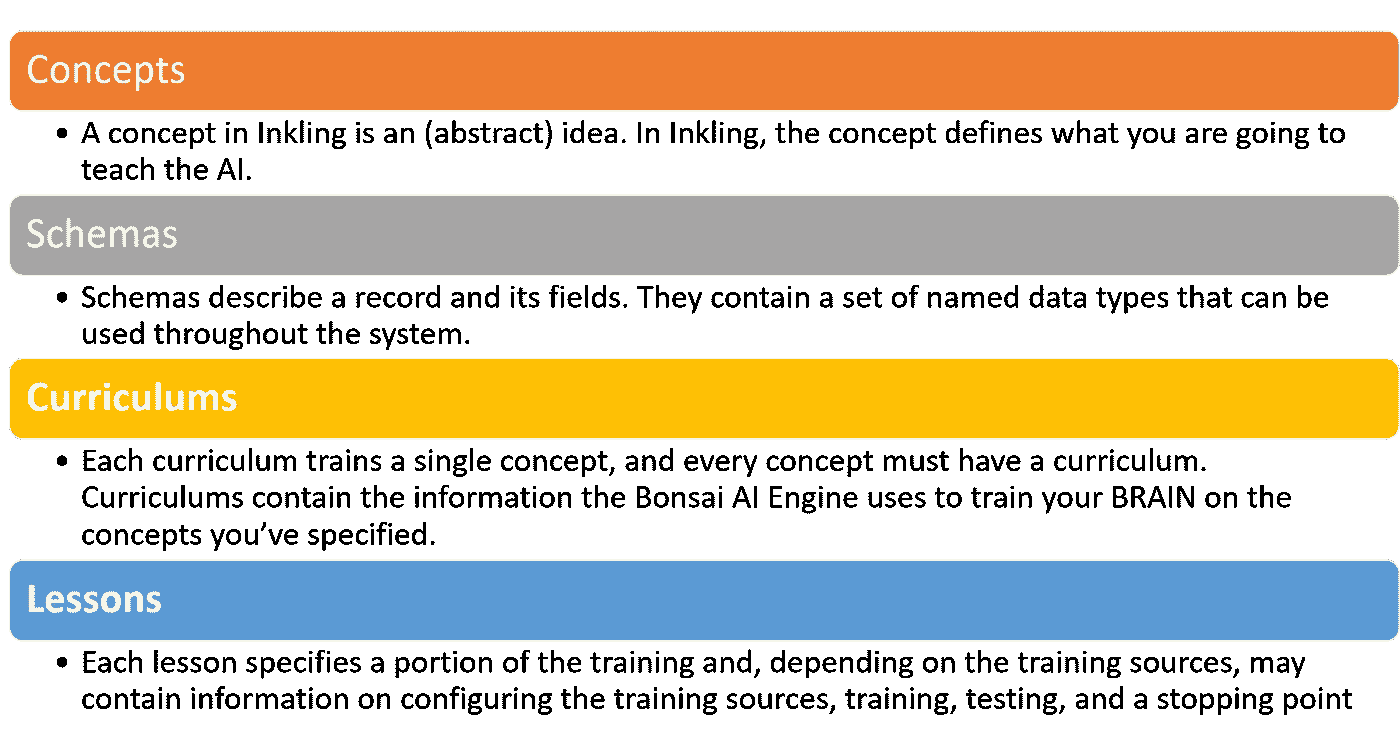 Concepts
• A concept in Inkling is an (abstract) idea. In Inkling, the concept defines what you are going to
teach the AI.
Schemas
• Schemas describe a record and its fields. They contain a set of named data types that can be
used throughout the system.
Curriculums
• Each curriculum trains a single concept, and every concept must have a curriculum.
Curriculums contain the information the Bonsai AI Engine uses to train your BRAIN on the
concepts you’ve specified.
Lessons
• Each lesson specifies a portion of the training and, depending on the training sources, may
contain information on configuring the training sources, training, testing, and a stopping point